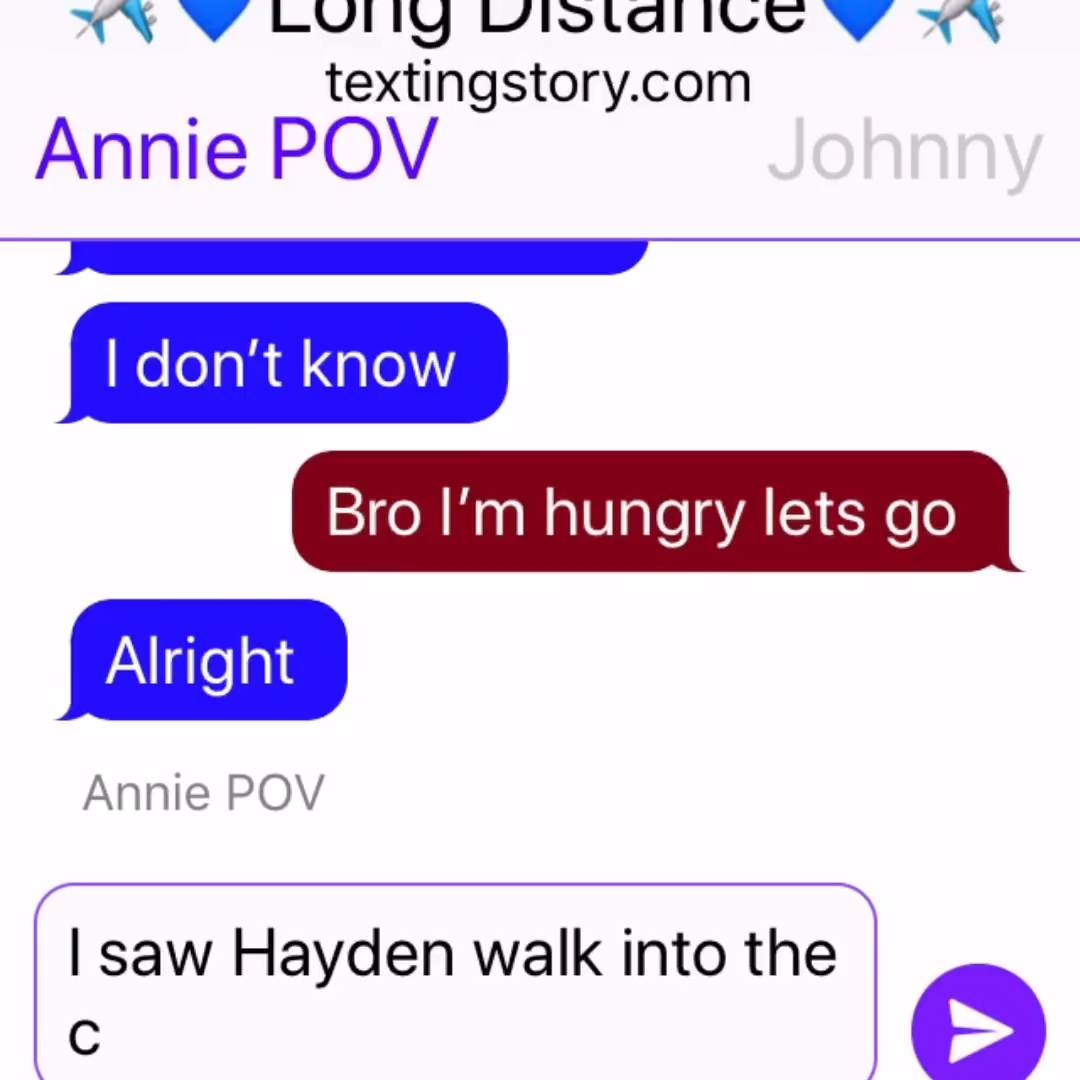 Long Distance
textingstory.com
Annie POV
Johnny
I don’t know
Bro I’m hungry lets go
Alright
Annie POV
I saw Hayden walk into the
c